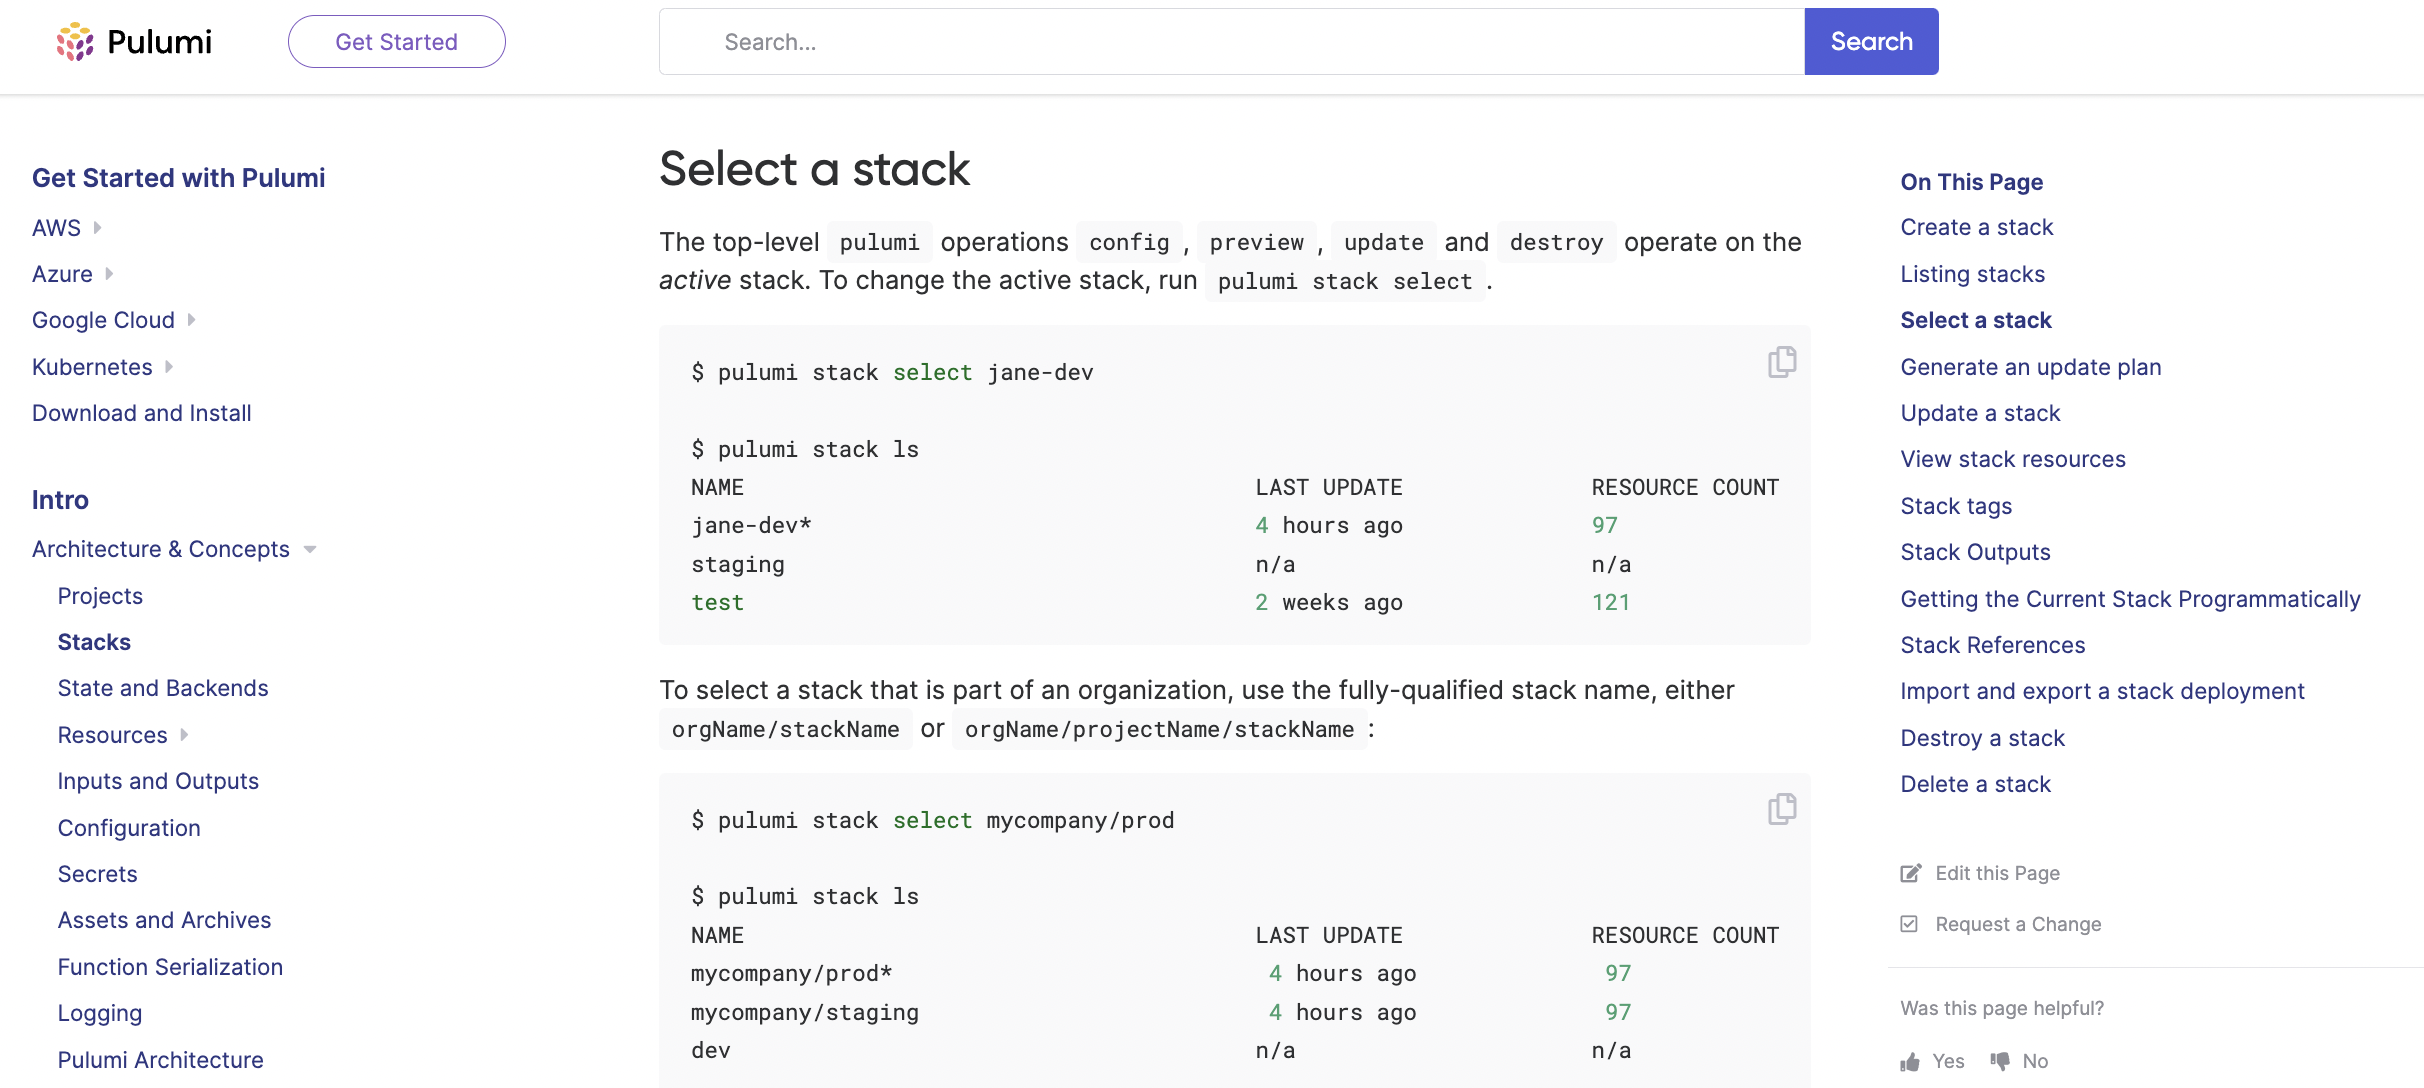 Pulumi
Get Started
Search...
Search
Get Started with Pulumi
AWS
Azure
Google Cloud
Kubernetes
Download and Install
Intro
Architecture & Concepts
Projects
Stacks
State and Backends
Resources
Inputs and Outputs
Configuration
Secrets
Assets and Archives
Function Serialization
Logging
Pulumi Architecture
Select a stack
The top-level pulumi operations config, preview, update and destroy operate on the
active stack. To change the active stack, run pulumi stack select.
$ pulumi stack select jane-dev
$ pulumi stack ls
NAME LAST UPDATE RESOURCE COUNT
jane-dev* 4 hours ago 97
staging n/a n/a
test 2 weeks ago 121
To select a stack that is part of an organization, use the fully-qualified stack name, either
orgName/stackName or orgName/projectName/stackName:
$ pulumi stack select mycompany/prod
$ pulumi stack ls
NAME LAST UPDATE RESOURCE COUNT
mycompany/prod* 4 hours ago 97
mycompany/staging 4 hours ago 97
dev n/a n/a
On This Page
Create a stack
Listing stacks
Select a stack
Generate an update plan
Update a stack
View stack resources
Stack tags
Stack Outputs
Getting the Current Stack Programmatically
Stack References
Import and export a stack deployment
Destroy a stack
Delete a stack
Edit this Page
Request a Change
Was this page helpful?
Yes No